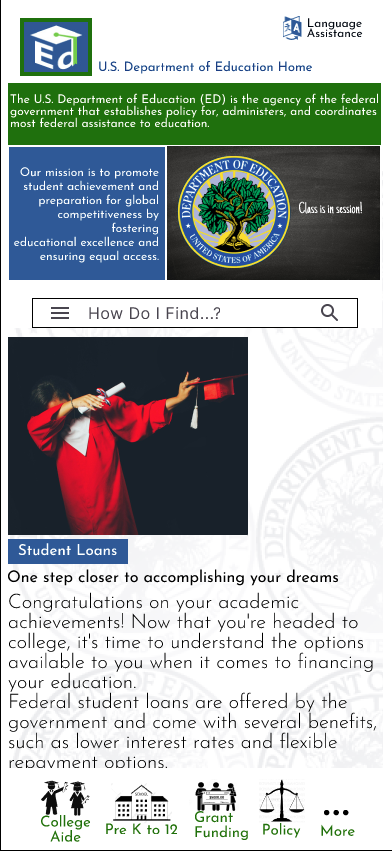 Language
Assistance
Ed
U.S. Department of Education Home
The U.S. Department of Education (ED) is the agency of the federal
government that establishes policy for, administers, and coordinates
most federal assistance to education.
Our mission is to promote
student achievement and
preparation for global
competitiveness by
fostering
educational excellence and
ensuring equal access.
DEPARTMENT OF EDUCATION
UNITED STATES OF AMERICA
Class is in session!
How Do I Find...?
Student Loans
One step closer to accomplishing your dreams
Congratulations on your academic
achievements! Now that you're headed to
college, it's time to understand the options
available to you when it comes to financing
your education.
Federal student loans are offered by the
government and come with several benefits,
such as lower interest rates and flexible
repayment options.
SCHOOL
College
Aide
Pre K to 12
Grant
Funding
Policy
More